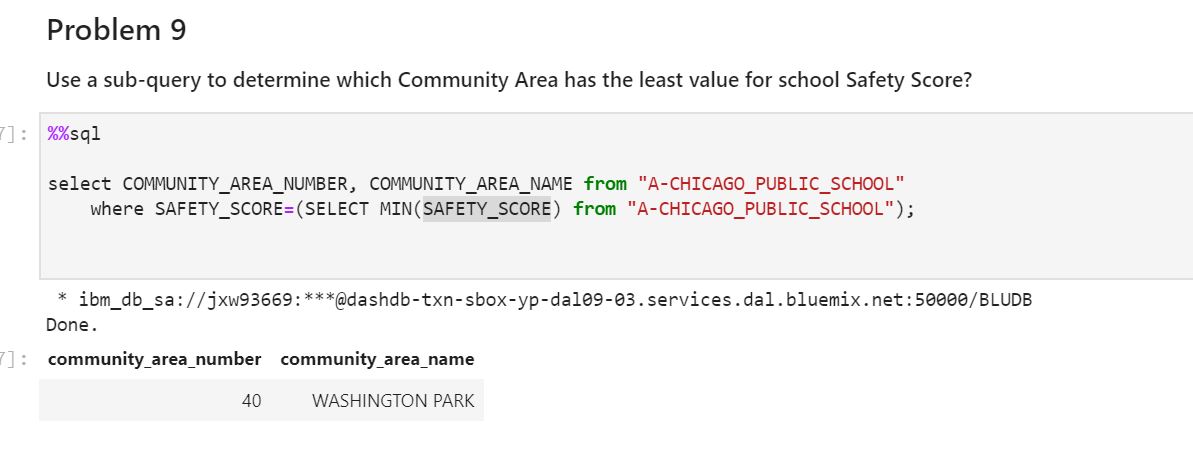 Problem 9
Use a sub-query to determine which Community Area has the least value for school Safety Score?
7]: %%sql
select COMMUNITY_AREA_NUMBER, COMMUNITY_AREA_NAME from "A-CHICAGO_PUBLIC_SCHOOL"
where SAFETY_SCORE=(SELECT MIN(SAFETY_SCORE) from "A-CHICAGO_PUBLIC_SCHOOL");
* ibm_db_sa://jxw93669:***@dashdb-txn-sbox-yp-dal09-03.services.dal.bluemix.net:50000/BLUDB
Done.
7]: community_area_number community_area_name
40 WASHINGTON PARK